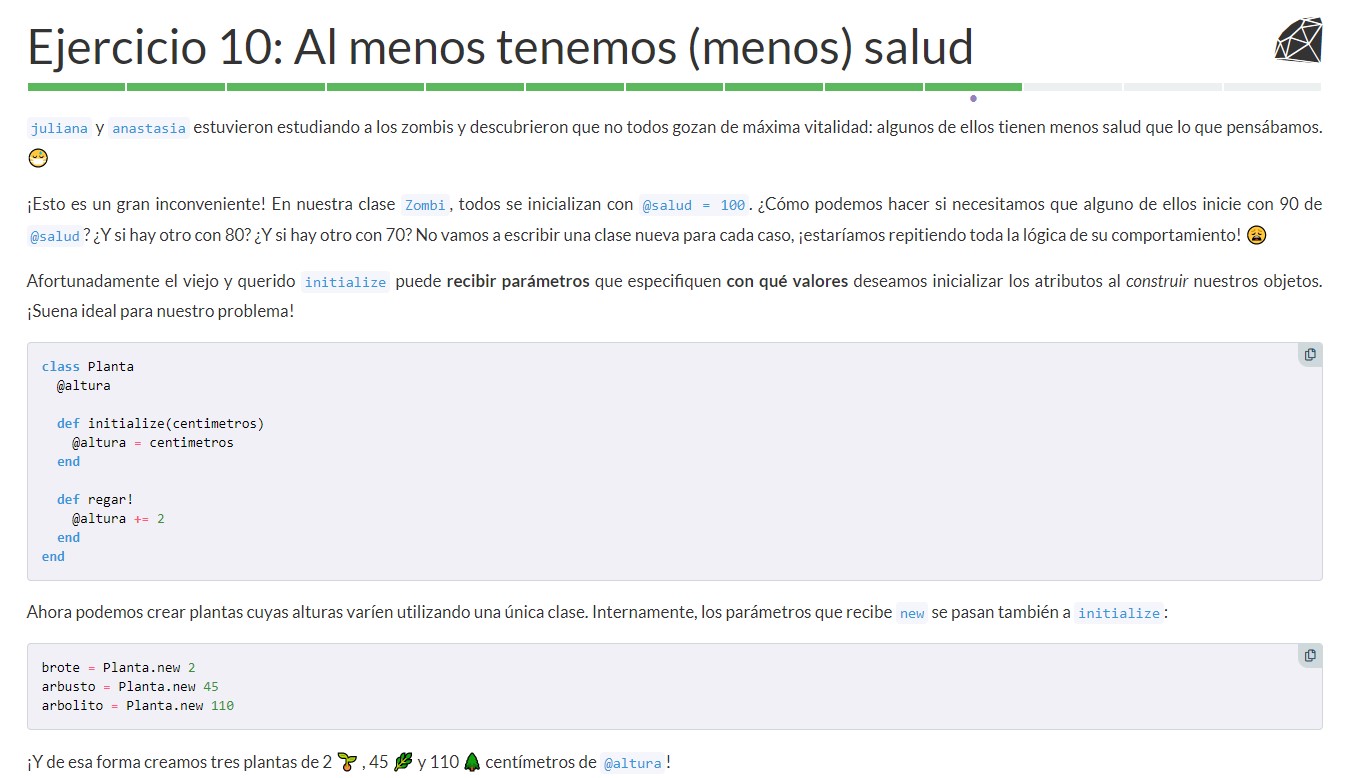 Ejercicio 10: Al menos tenemos (menos) salud
juliana y anastasia estuvieron estudiando a los zombis y descubrieron que no todos gozan de máxima vitalidad: algunos de ellos tienen menos salud que lo que pensábamos.
😷
¡Esto es un gran inconveniente! En nuestra clase Zombi, todos se inicializan con @salud = 100. ¿Cómo podemos hacer si necesitamos que alguno de ellos inicie con 90 de
@salud? ¿Y si hay otro con 80? ¿Y si hay otro con 70? No vamos a escribir una clase nueva para cada caso, ¡estaríamos repitiendo toda la lógica de su comportamiento! 😩
Afortunadamente el viejo y querido initialize puede recibir parámetros que especifiquen con qué valores deseamos inicializar los atributos al construir nuestros objetos.
¡Suena ideal para nuestro problema!
class Planta
  @altura
  def initialize(centimetros)
    @altura = centimetros
  end
  def regar!
    @altura += 2
  end
end
Ahora podemos crear plantas cuyas alturas varíen utilizando una única clase. Internamente, los parámetros que recibe new se pasan también a initialize:
brote = Planta.new 2
arbusto = Planta.new 45
arbolito = Planta.new 110
¡Y de esa forma creamos tres plantas de 2 🌱, 45 🌿 y 110 🌲 centímetros de @altura!